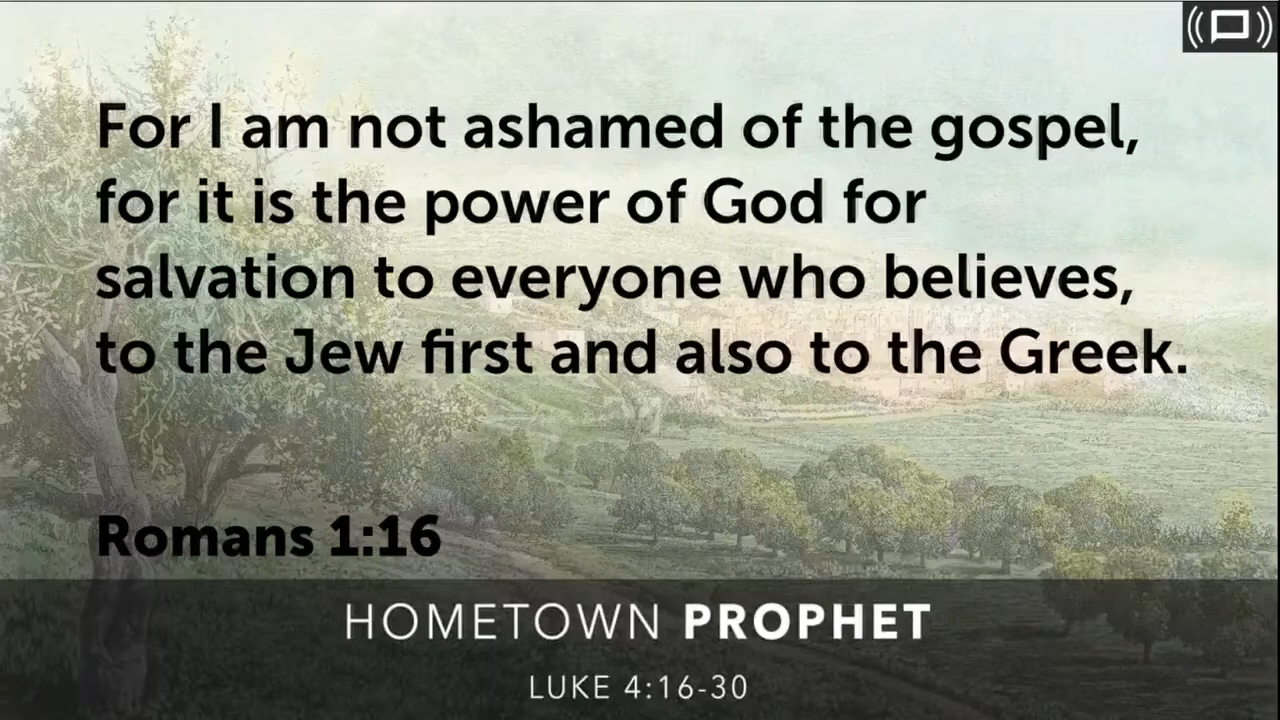 For I am not ashamed of the gospel,
for it is the power of God for
salvation to everyone who believes,
to the Jew first and also to the Greek.
Romans 1:16
HOMETOWN PROPHET
LUKE 4:16-30